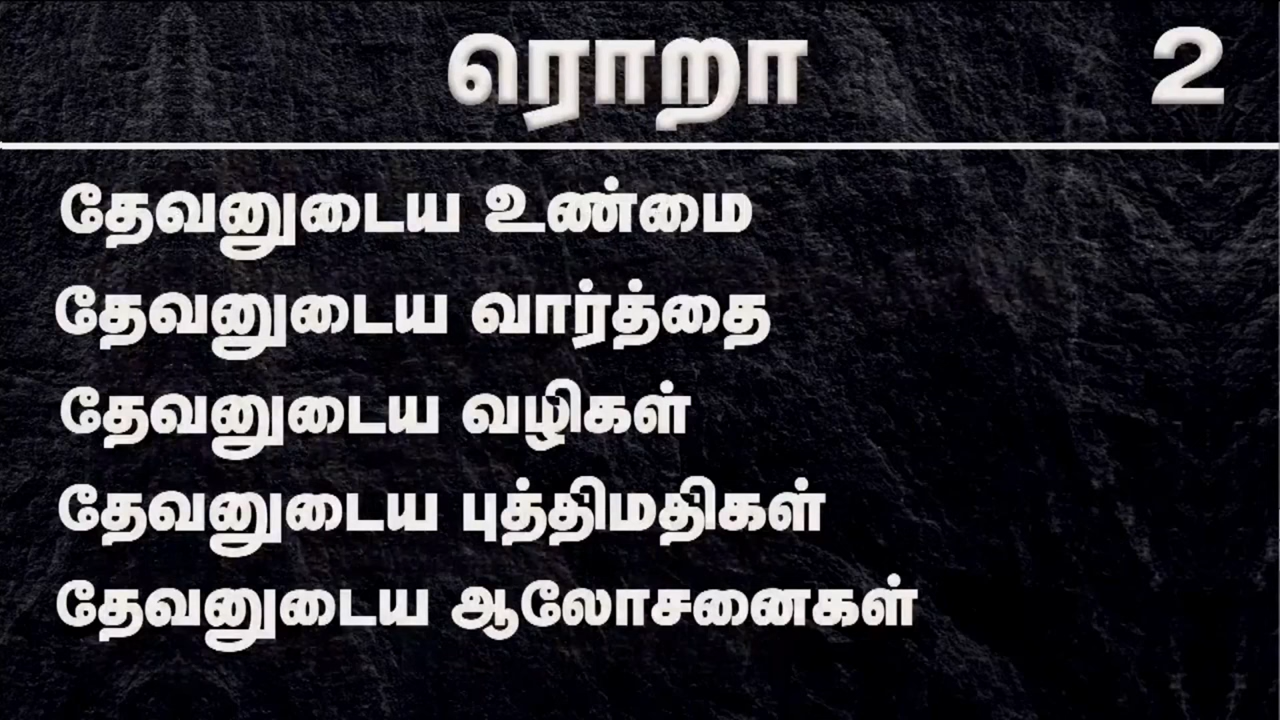 ரொறா 2
தேவனுடைய உண்மை
தேவனுடைய வார்த்தை
தேவனுடைய வழிகள்
தேவனுடைய புத்திமதிகள்
தேவனுடைய ஆலோசனைகள்